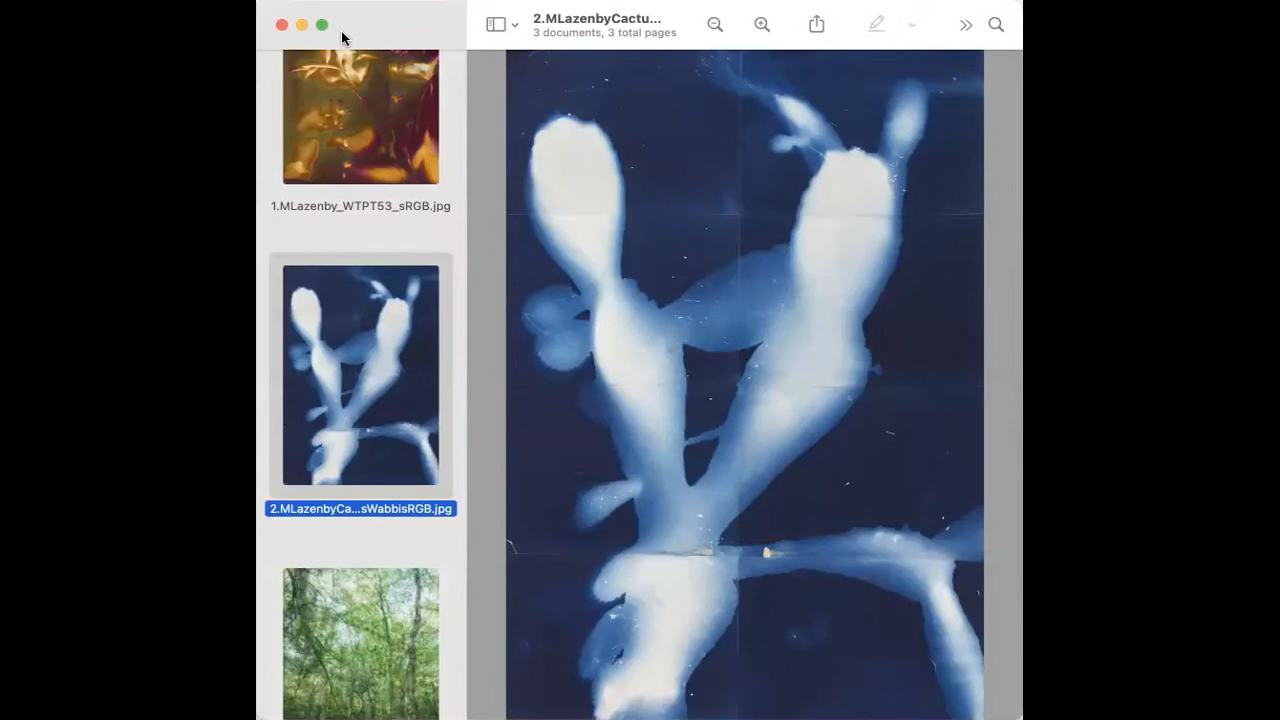 2.MLazenbyCactu...
3 documents, 3 total pages
1.MLazenby_WTPT53_sRGB.jpg
2.MLazenbyCa...sWabbisRGB.jpg